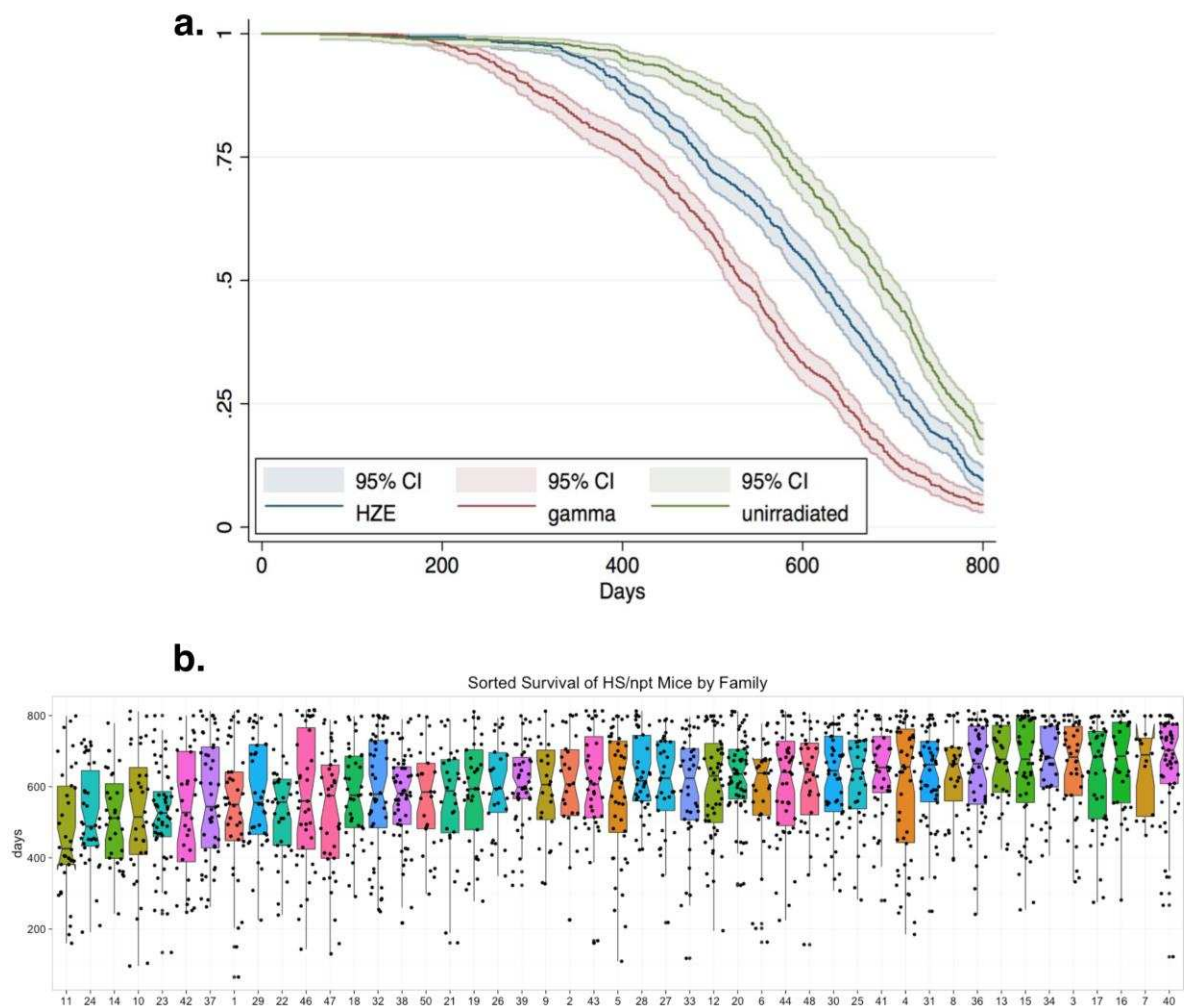 a.
1
.75
.5
.25
0
95% CI 95% CI 95% CI
HZE gamma unirradiated
0 200 400 600 800
Days
b.
Sorted Survival of HS/npt Mice by Family
800
600
400
200
days
11 24 14 10 23 42 37 1 29 22 46 47 18 32 38 50 21 19 26 39 9 2 43 5 28 27 33 12 20 6 44 48 30 25 41 4 31 8 36 13 15 34 3 17 16 7 40